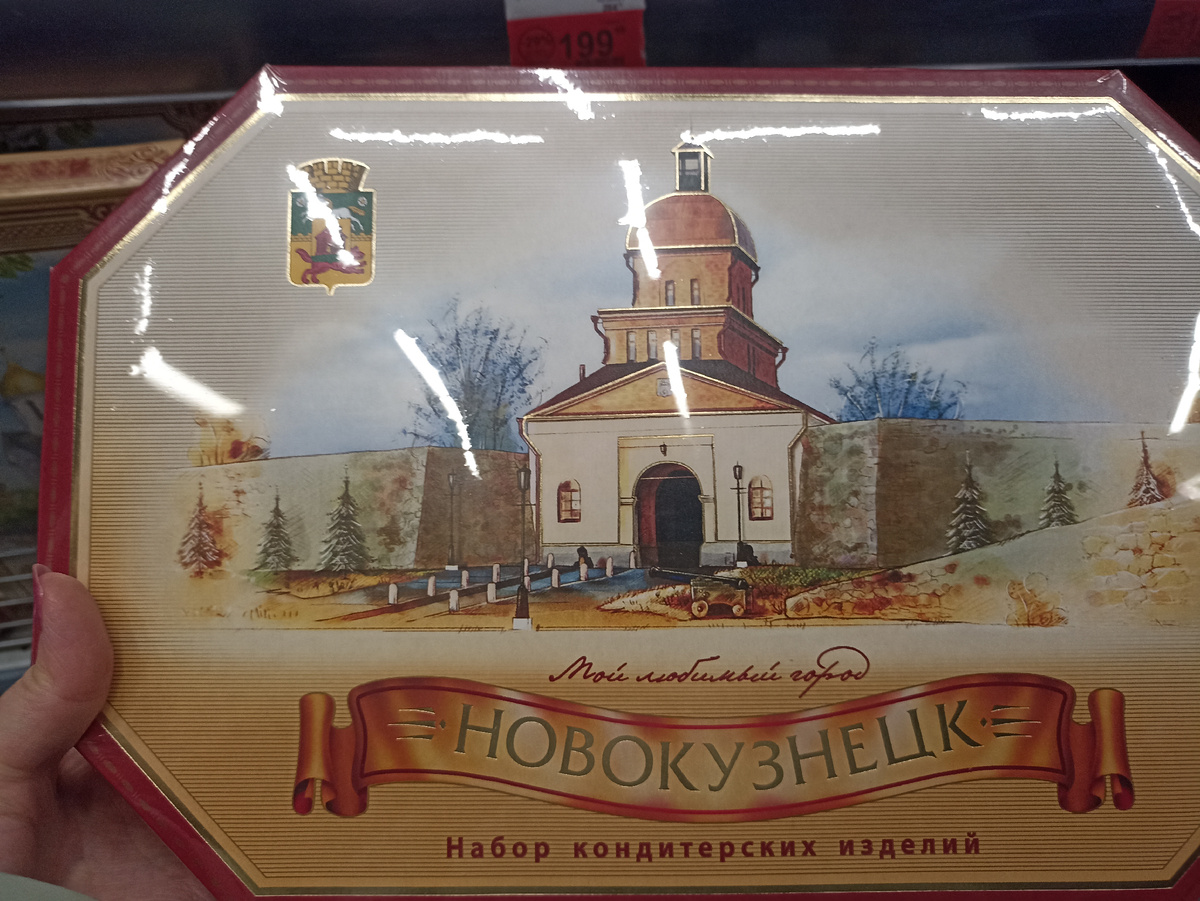 199
Мой любимый город
НОВОКУЗНЕЦК
Набор кондитерских изделий